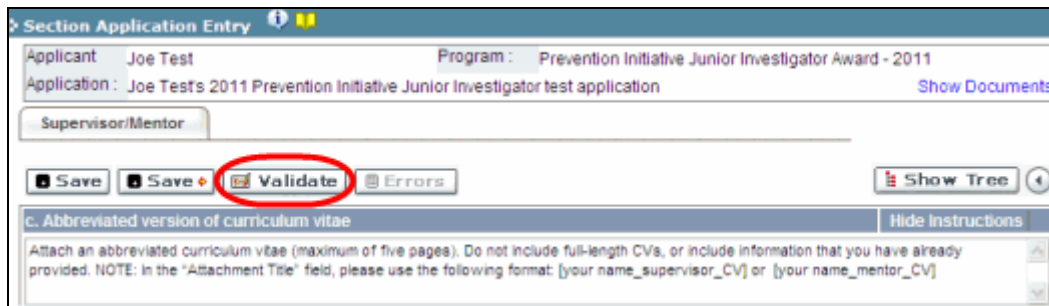 Section Application Entry
Applicant Joe Test Program : Prevention Initiative Junior Investigator Award - 2011
Application : Joe Test's 2011 Prevention Initiative Junior Investigator test application Show Documents
Supervisor/Mentor
Save Save Validate Errors Show Tree
c. Abbreviated version of curriculum vitae Hide Instructions
Attach an abbreviated curriculum vitae (maximum of five pages). Do not include full-length CVs, or include information that you have already
provided. NOTE: In the "Attachment Title" field, please use the following format: [your name_supervisor_CV] or [your name_mentor_CV]